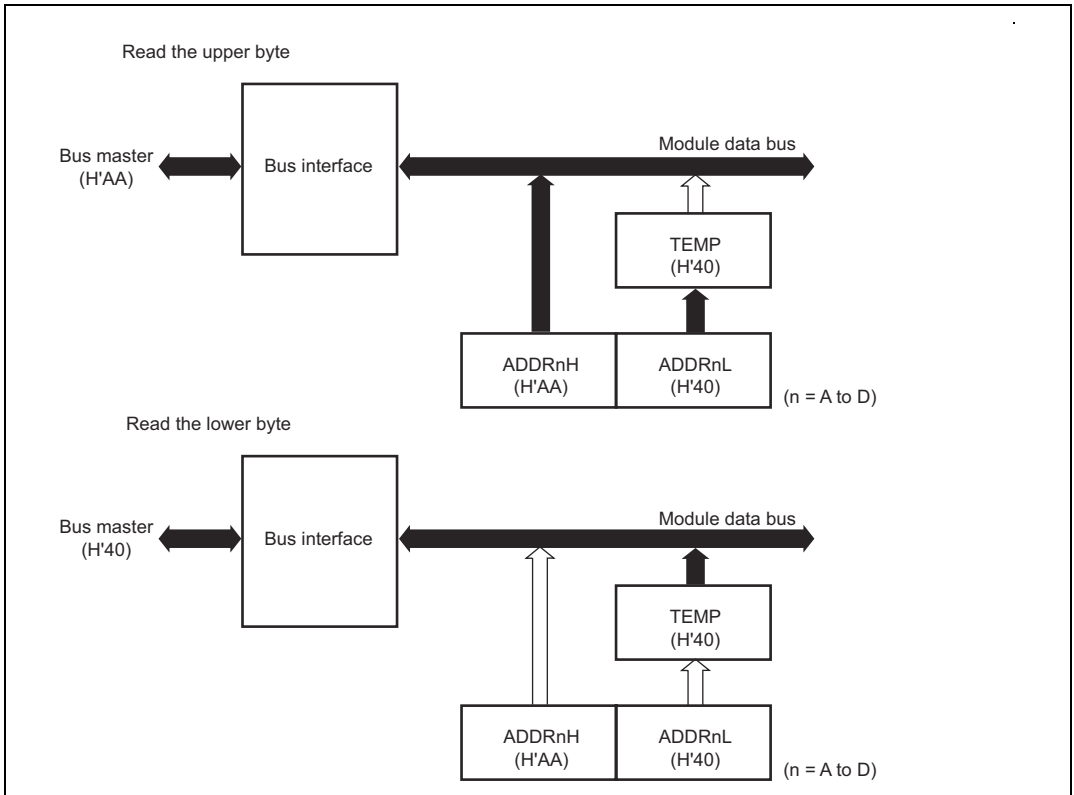 Read the upper byte
Bus master
(H'AA)
Bus interface
Module data bus
TEMP
(H'40)
ADDRnH
(H'AA)
ADDRnL
(H'40)
(n = A to D)
Read the lower byte
Bus master
(H'40)
Bus interface
Module data bus
TEMP
(H'40)
ADDRnH
(H'AA)
ADDRnL
(H'40)
(n = A to D)